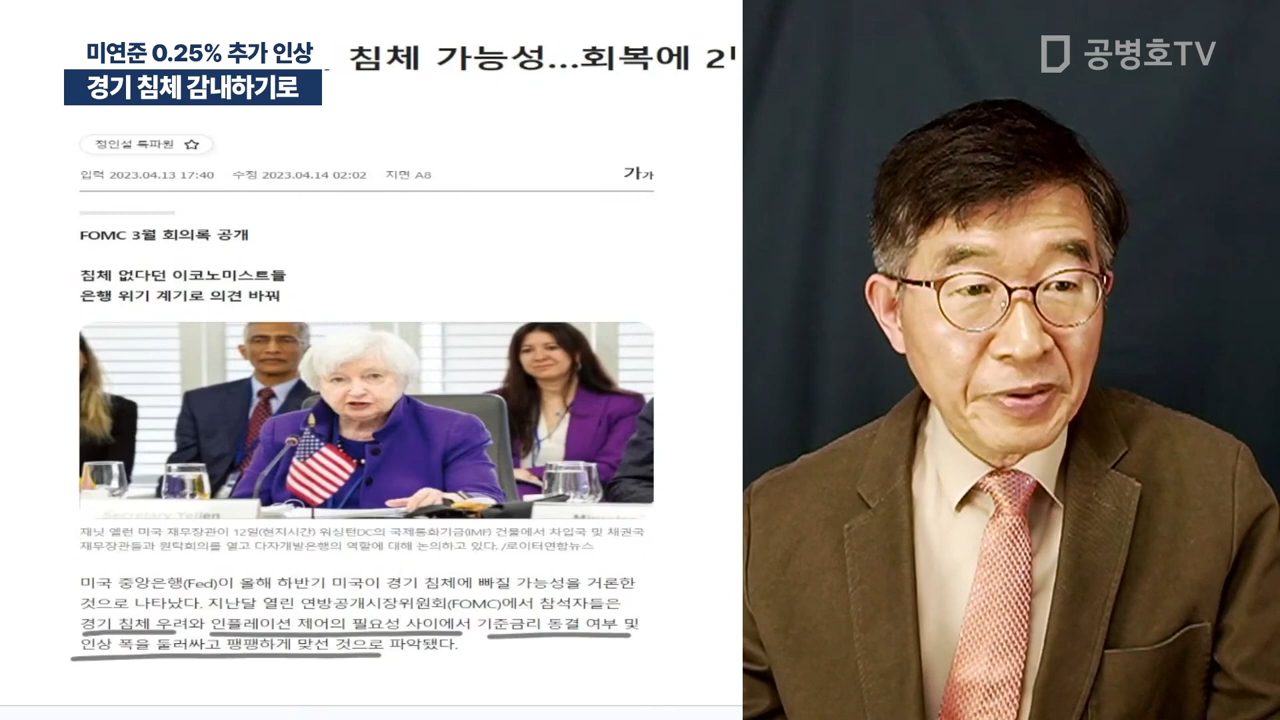 미연준 0.25% 추가 인상
경기 침체 감내하기로
침체 가능성...회복에 2
공병호TV
정인설 특파원
입력 2023.04.13 17:40 수정 2023.04.14 02:02 지면 A8
가가
FOMC 3월 회의록 공개
침체 없다던 이코노미스트들
은행 위기 계기로 의견 바꿔
Secretary Yellen
재닛 옐런 미국 재무장관이 12일(현지시간) 워싱턴DC의 국제통화기금(IMF) 건물에서 차입국 및 채권국
재무장관들과 원탁회의를 열고 다자개발은행의 역할에 대해 논의하고 있다. /로이터연합뉴스
미국 중앙은행(Fed)이 올해 하반기 미국이 경기 침체에 빠질 가능성을 거론한
것으로 나타났다. 지난달 열린 연방공개시장위원회(FOMC)에서 참석자들은
경기 침체 우려와 인플레이션 제어의 필요성 사이에서 기준금리 동결 여부 및
인상 폭을 둘러싸고 팽팽하게 맞선 것으로 파악됐다.